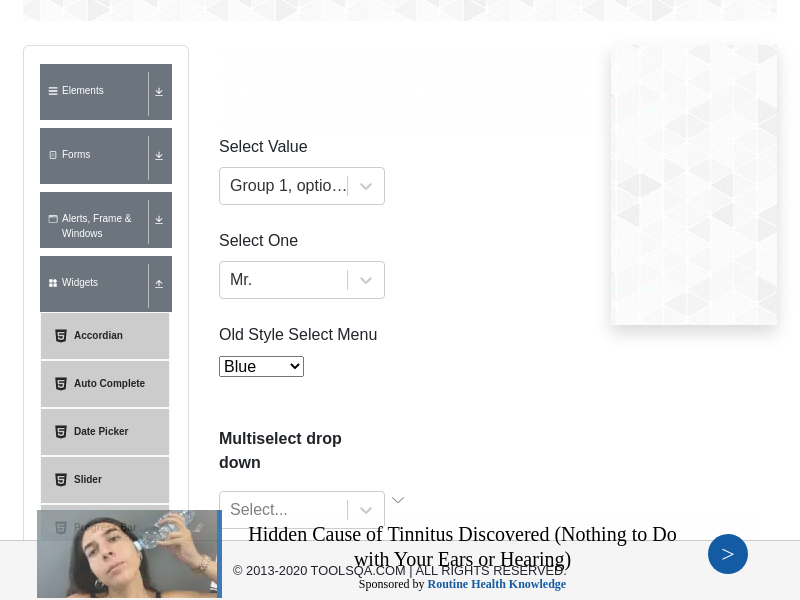 Elements
Forms
Alerts, Frame &
Windows
Widgets
Accordian
Auto Complete
Date Picker
Slider
Progress Bar
Select Value
Group 1, optio...
Select One
Mr.
Old Style Select Menu
Blue
Multiselect drop
down
Select...
Hidden Cause of Tinnitus Discovered (Nothing to Do
with Your Ears or Hearing)
© 2013-2020 TOOLSQA.COM | ALL RIGHTS RESERVED.
Sponsored by Routine Health Knowledge
>